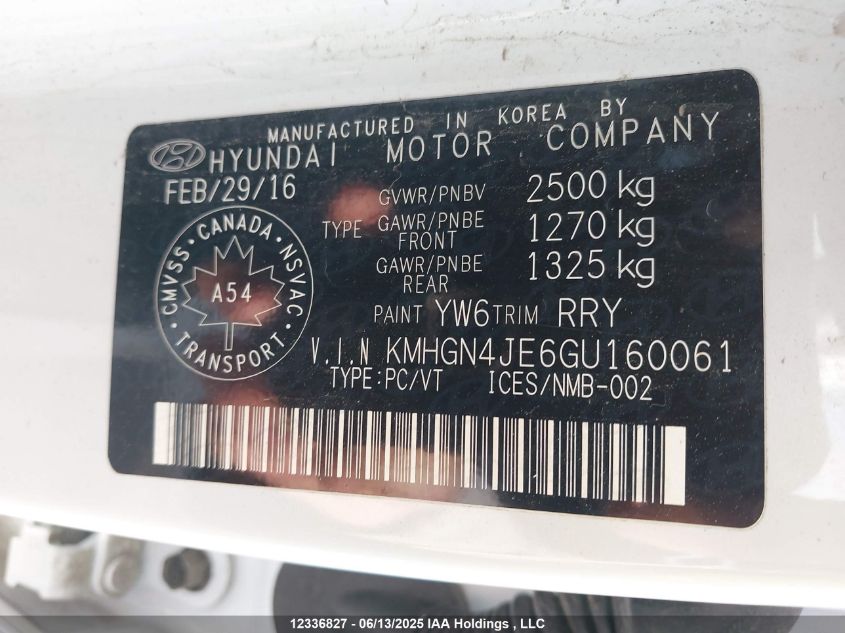 MANUFACTURED IN KOREA BY
HYUNDAI MOTOR COMPANY
FEB/29/16
GVWR/PNBV 2500 kg
TYPE GAWR/PNBE FRONT 1270 kg
GAWR/PNBE REAR 1325 kg
CMVSS · CANADA · NSVAC · TRANSPORT ·
A54
PAINT YW6 TRIM RRY
V.I.N KMHGN4JE6GU160061
TYPE:PC/VT ICES/NMB-002
12336827 - 06/13/2025 IAA Holdings, LLC